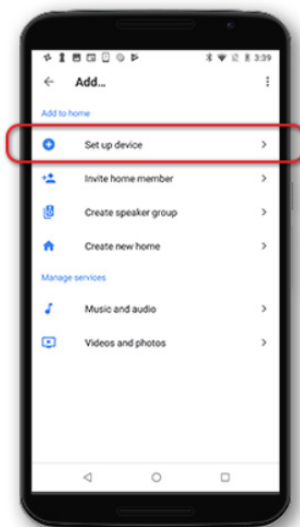 3:39
Add...
Add to home
Set up device
Invite home member
Create speaker group
Create new home
Manage services
Music and audio
Videos and photos